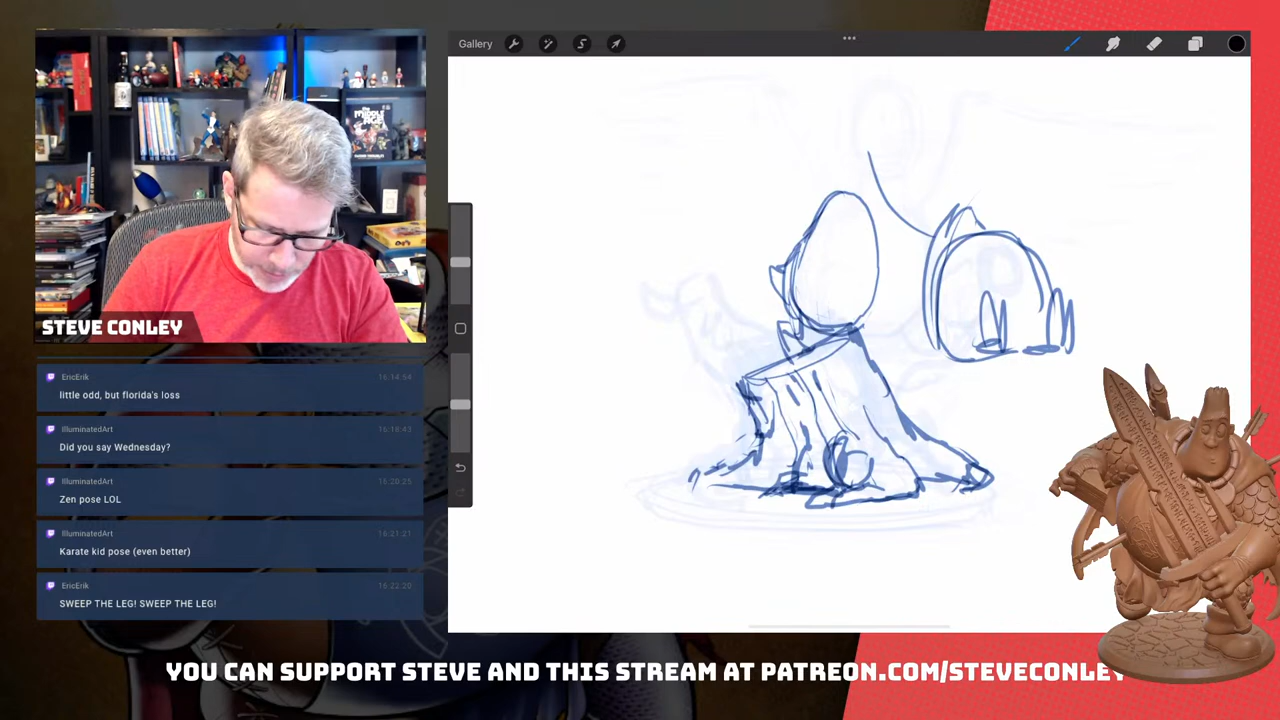 Gallery
the
MIDDLE
AGE
STEVE CONLEY
EricErik 16:14:54
little odd, but florida's loss
IlluminatedArt 16:18:43
Did you say Wednesday?
IlluminatedArt 16:20:25
Zen pose LOL
IlluminatedArt 16:21:21
Karate kid pose (even better)
EricErik 16:22:20
SWEEP THE LEG! SWEEP THE LEG!
YOU CAN SUPPORT STEVE AND THIS STREAM AT PATREON.COM/STEVECONLEY